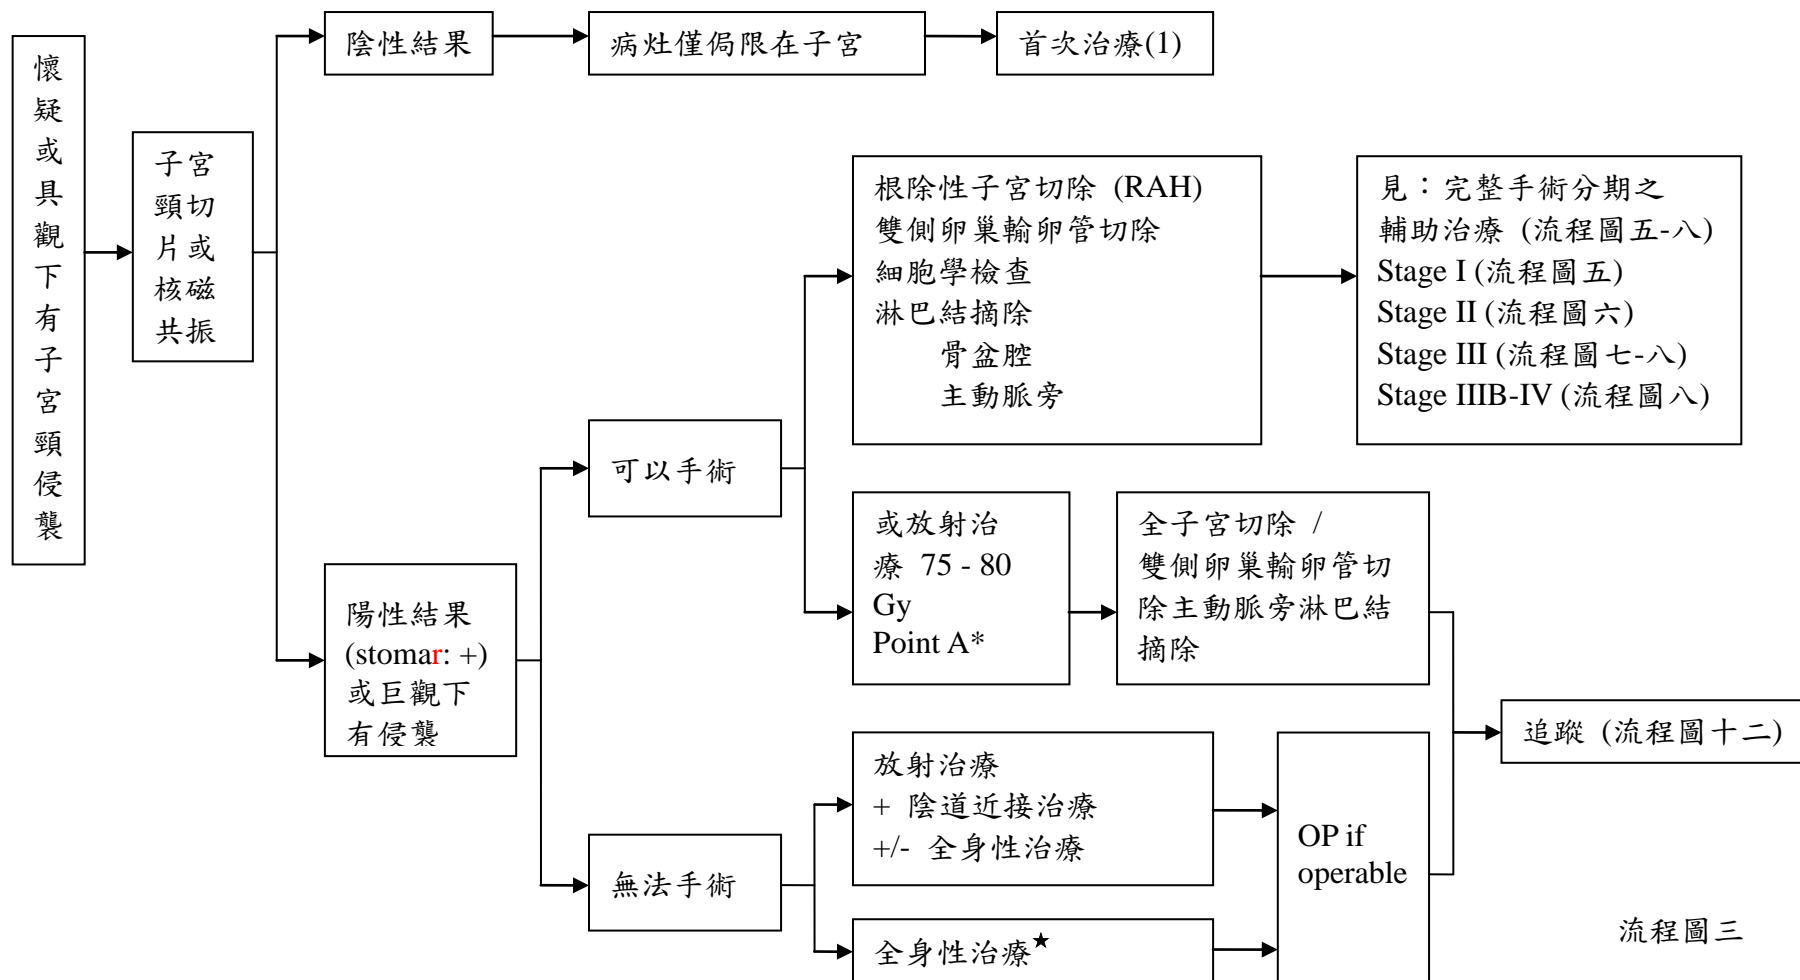 懷
疑
或
具
觀
下
有
子
宮
頸
侵
襲
子宮
頸切
片或
核磁
共振
陰性結果
病灶僅侷限在子宮
首次治療(1)
陽性結果
(stomar: +)
或巨觀下
有侵襲
可以手術
根除性子宮切除 (RAH)
雙側卵巢輸卵管切除
細胞學檢查
淋巴結摘除
骨盆腔
主動脈旁
見：完整手術分期之
輔助治療 (流程圖五-八)
Stage I (流程圖五)
Stage II (流程圖六)
Stage III (流程圖七-八)
Stage IIIB-IV (流程圖八)
或放射治
療 75 - 80
Gy
Point A*
全子宮切除 /
雙側卵巢輸卵管切
除主動脈旁淋巴結
摘除
無法手術
放射治療
+ 陰道近接治療
+/- 全身性治療
全身性治療★
OP if
operable
追蹤 (流程圖十二)
流程圖三